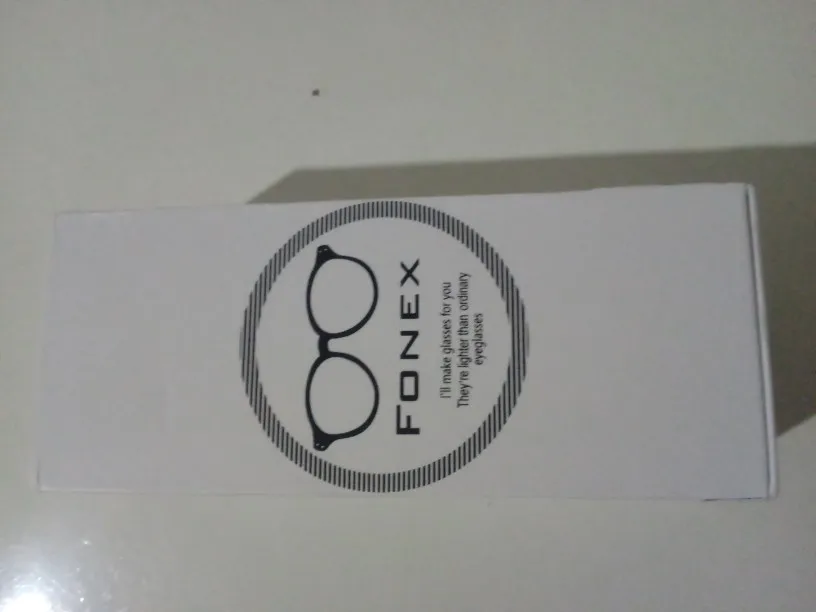 FONEX
I'll make glasses for you
They're lighter than ordinary
eyeglasses